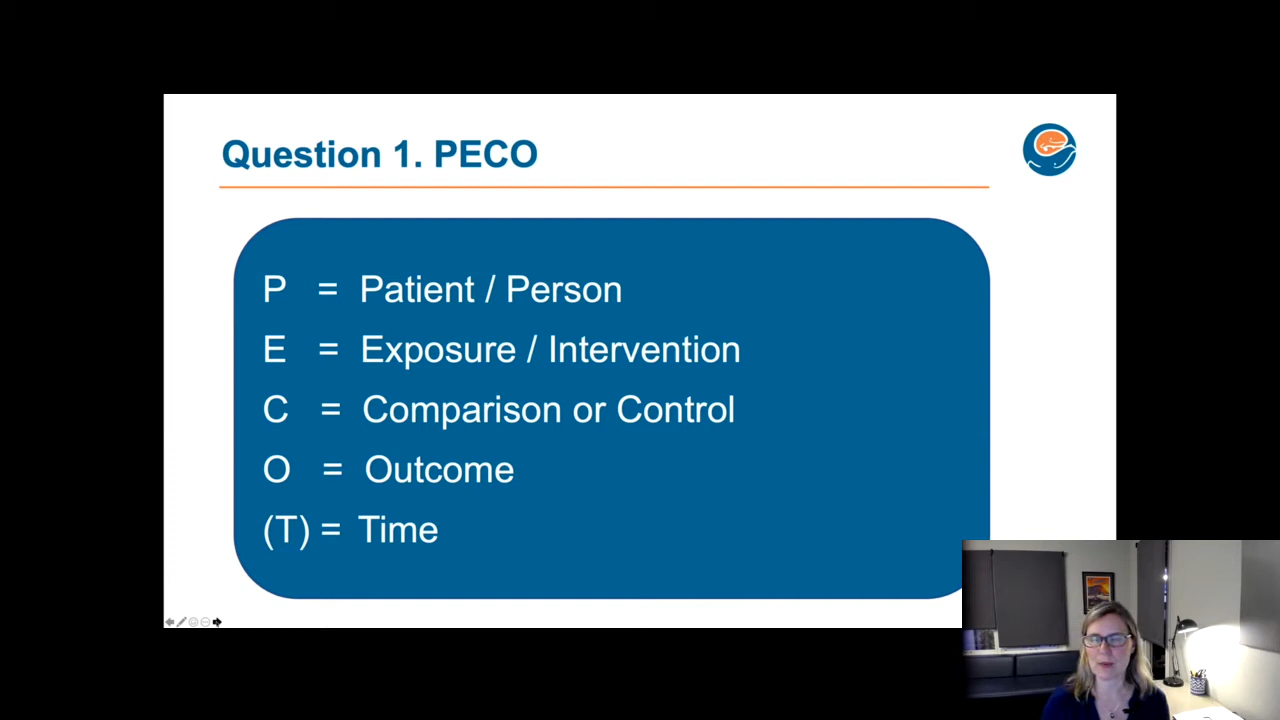 Question 1. PECO
P = Patient / Person
E = Exposure / Intervention
C = Comparison or Control
O = Outcome
(T) = Time